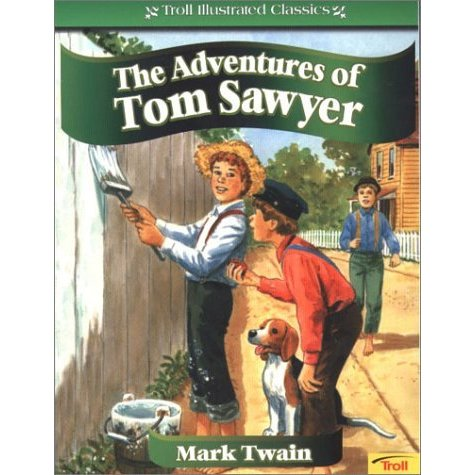 Troll Illustrated Classics
The Adventures of
Tom Sawyer
Mark Twain
Troll